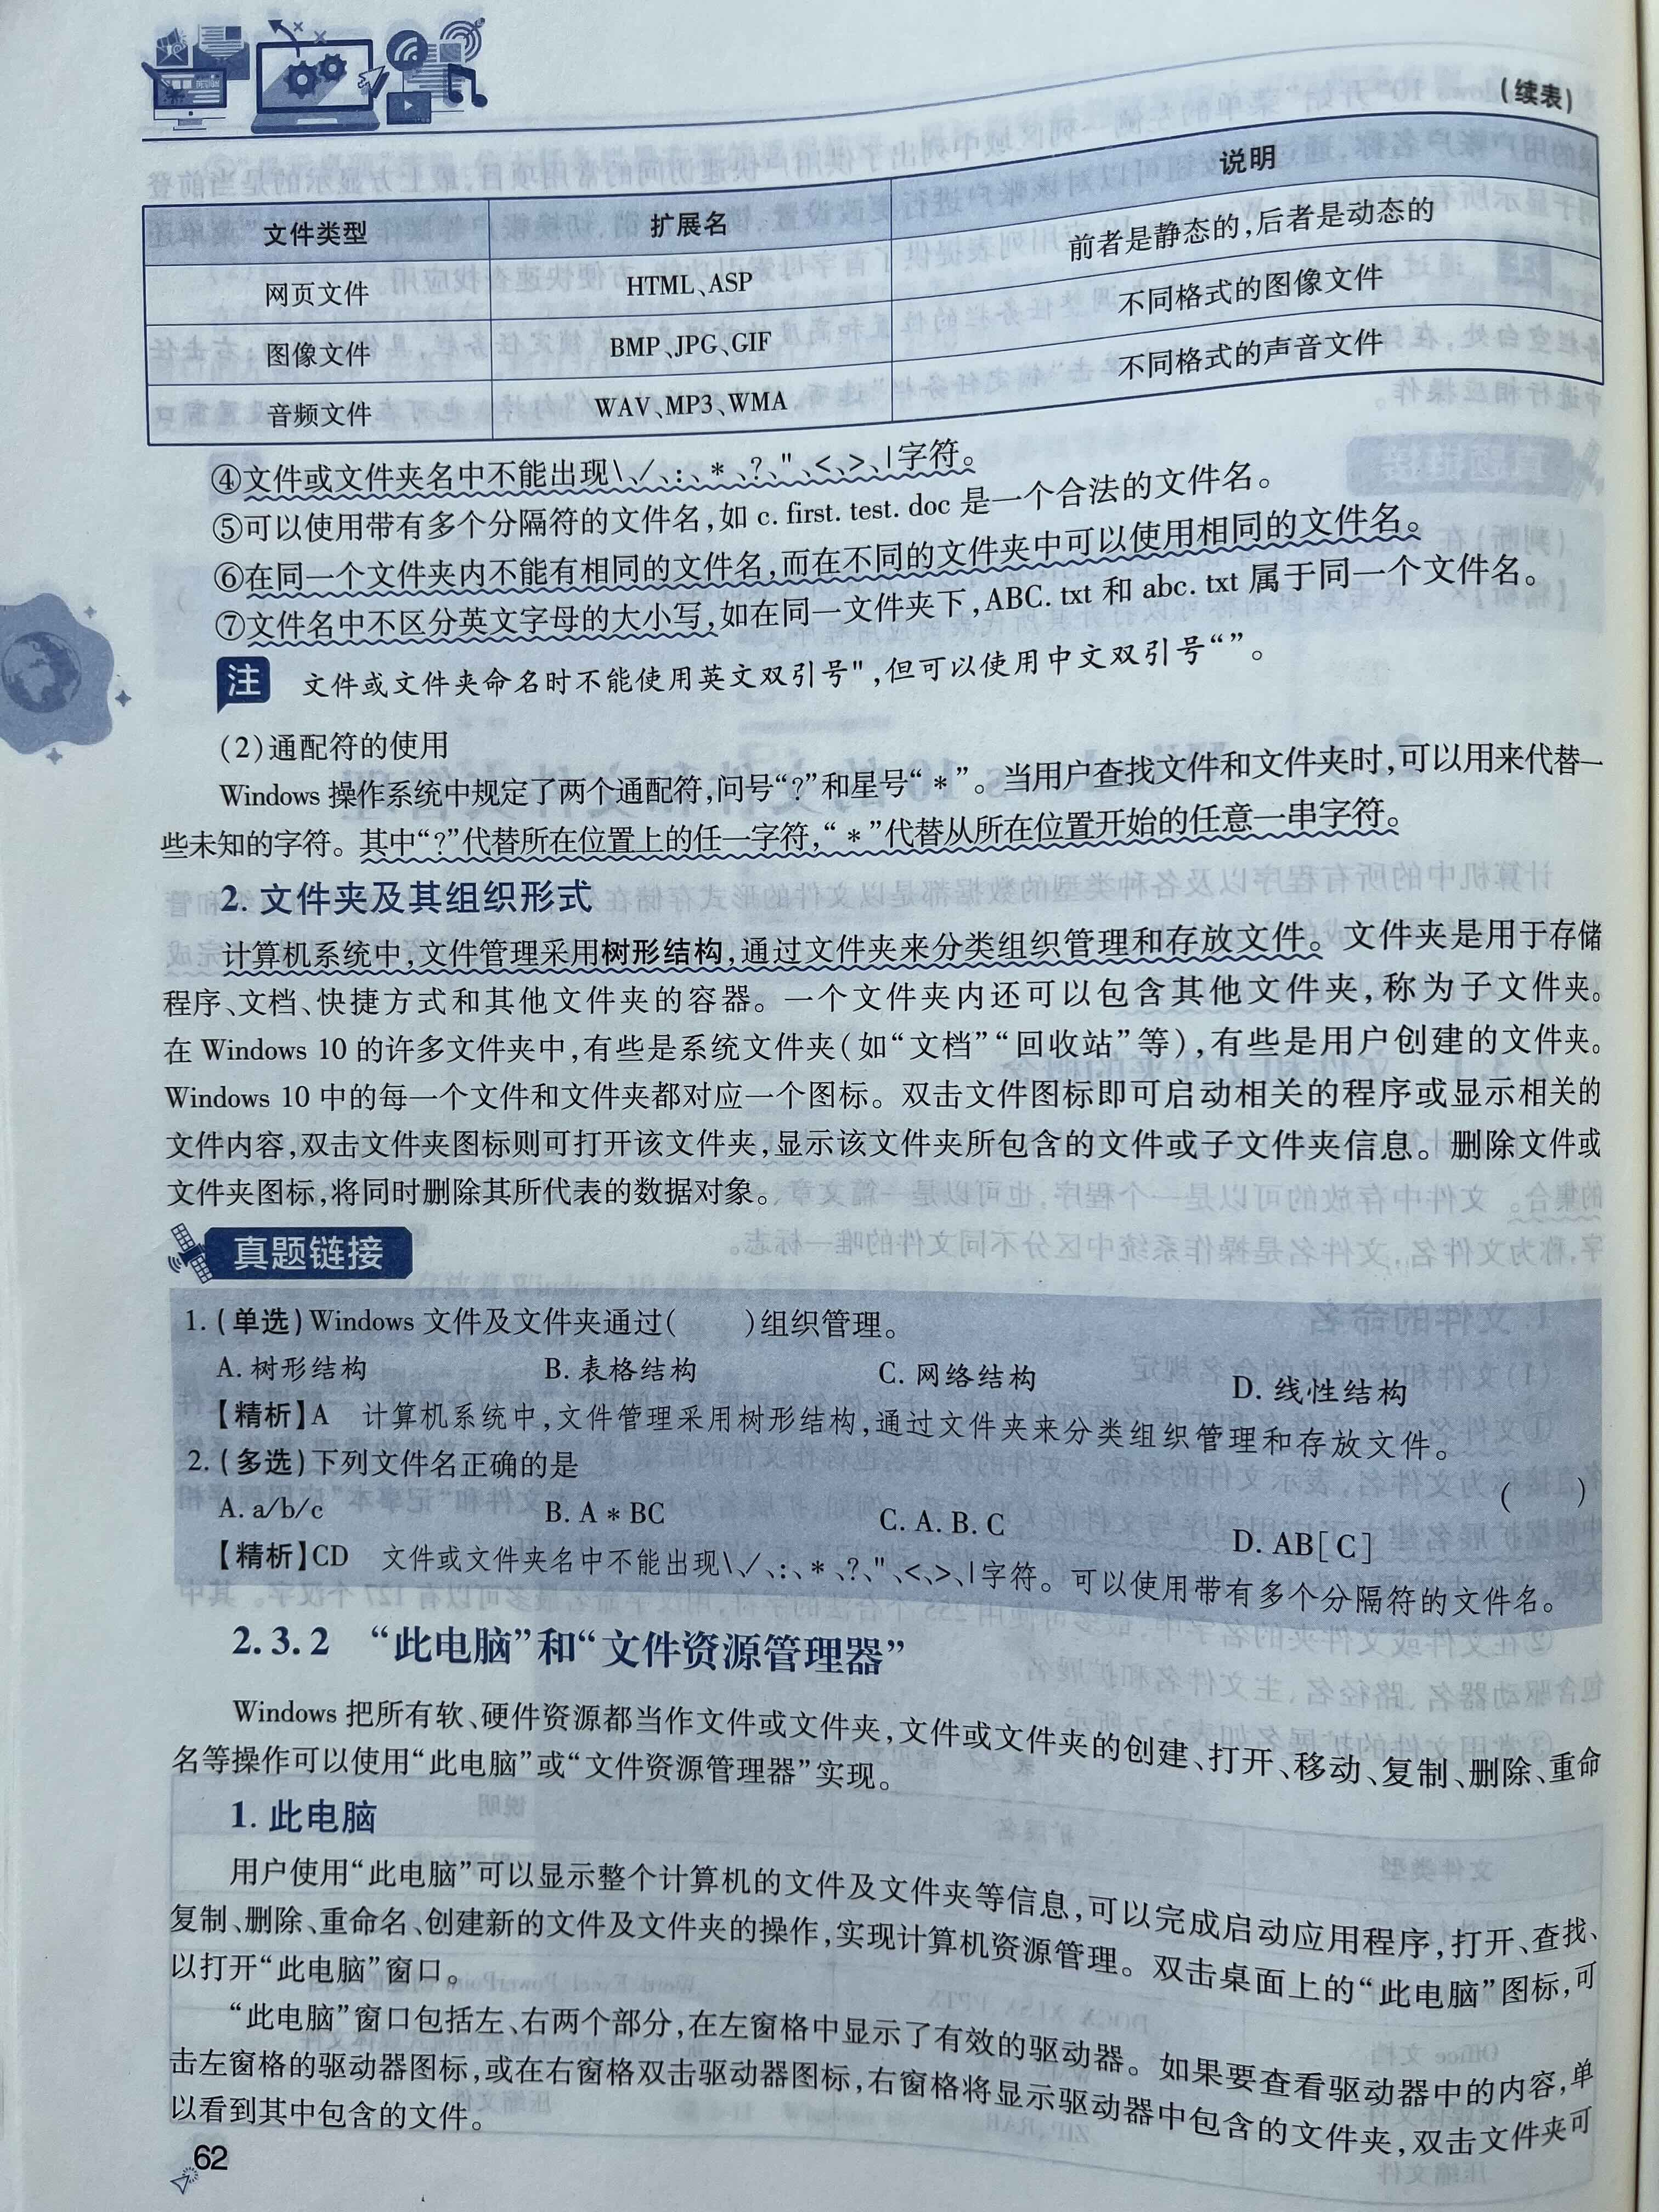 (续表)
文件类型 扩展名 说明
网页文件 HTML、ASP 前者是静态的,后者是动态的
图像文件 BMP、JPG、GIF 不同格式的图像文件
音频文件 WAV、MP3、WMA 不同格式的声音文件
④文件或文件夹名中不能出现\、/、:、*、?、"、<、>、|字符。
⑤可以使用带有多个分隔符的文件名,如 c. first. test. doc 是一个合法的文件名。
⑥在同一个文件夹内不能有相同的文件名,而在不同的文件夹中可以使用相同的文件名。
⑦文件名中不区分英文字母的大小写,如在同一文件夹下,ABC. txt 和 abc. txt 属于同一个文件名。
注 文件或文件夹命名时不能使用英文双引号",但可以使用中文双引号“”。
(2)通配符的使用
Windows 操作系统中规定了两个通配符,问号“?”和星号“*”。当用户查找文件和文件夹时,可以用来代替一
些未知的字符。其中“?”代替所在位置上的任一字符,“*”代替从所在位置开始的任意一串字符。
2. 文件夹及其组织形式
计算机系统中,文件管理采用树形结构,通过文件夹来分类组织管理和存放文件。文件夹是用于存储
程序、文档、快捷方式和其他文件夹的容器。一个文件夹内还可以包含其他文件夹,称为子文件夹。
在 Windows 10 的许多文件夹中,有些是系统文件夹(如“文档”“回收站”等),有些是用户创建的文件夹。
Windows 10 中的每一个文件和文件夹都对应一个图标。双击文件图标即可启动相关的程序或显示相关的
文件内容,双击文件夹图标则可打开该文件夹,显示该文件夹所包含的文件或子文件夹信息。删除文件或
文件夹图标,将同时删除其所代表的数据对象。
真题链接
1. (单选)Windows 文件及文件夹通过(  )组织管理。
A. 树形结构 B. 表格结构 C. 网络结构 D. 线性结构
【精析】A 计算机系统中,文件管理采用树形结构,通过文件夹来分类组织管理和存放文件。
2. (多选)下列文件名正确的是 (  )
A. a/b/c B. A * BC C. A. B. C D. AB[C]
【精析】CD 文件或文件夹名中不能出现\、/、:、*、?、"、<、>、|字符。可以使用带有多个分隔符的文件名。
2.3.2 “此电脑”和“文件资源管理器”
Windows 把所有软、硬件资源都当作文件或文件夹,文件或文件夹的创建、打开、移动、复制、删除、重命
名等操作可以使用“此电脑”或“文件资源管理器”实现。
1. 此电脑
用户使用“此电脑”可以显示整个计算机的文件及文件夹等信息,可以完成启动应用程序,打开、查找、
复制、删除、重命名、创建新的文件及文件夹的操作,实现计算机资源管理。双击桌面上的“此电脑”图标,可
以打开“此电脑”窗口。
“此电脑”窗口包括左、右两个部分,在左窗格中显示了有效的驱动器。如果要查看驱动器中的内容,单
击左窗格的驱动器图标,或在右窗格双击驱动器图标,右窗格将显示驱动器中包含的文件夹,双击文件夹可
以看到其中包含的文件。
62